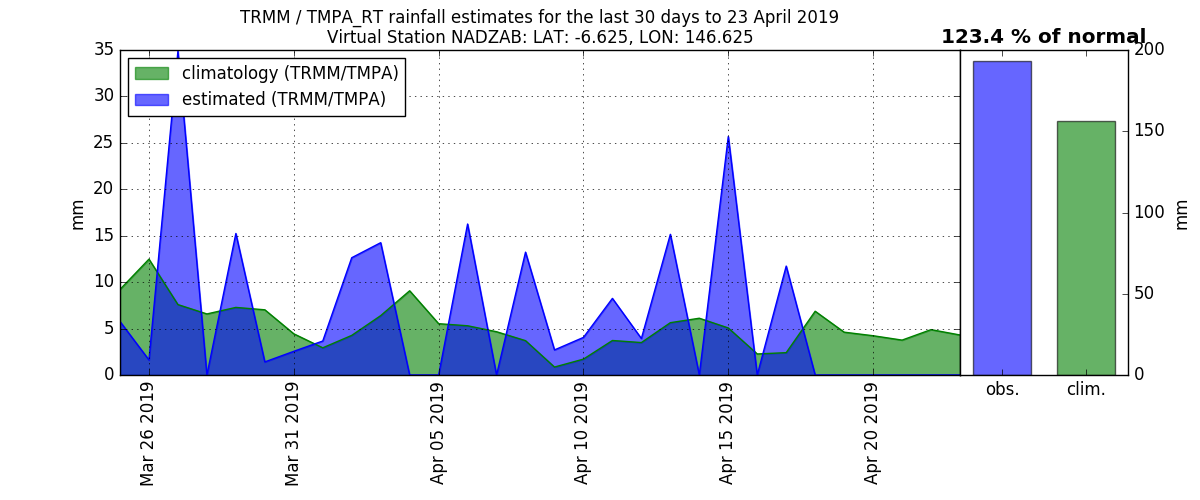 TRMM / TMPA_RT rainfall estimates for the last 30 days to 23 April 2019
Virtual Station NADZAB: LAT: -6.625, LON: 146.625
123.4 % of normal
climatology (TRMM/TMPA)
estimated (TRMM/TMPA)
35
30
25
20
15
10
5
0
mm
Mar 26 2019
Mar 31 2019
Apr 05 2019
Apr 10 2019
Apr 15 2019
Apr 20 2019
obs.
clim.
200
150
100
50
0
mm